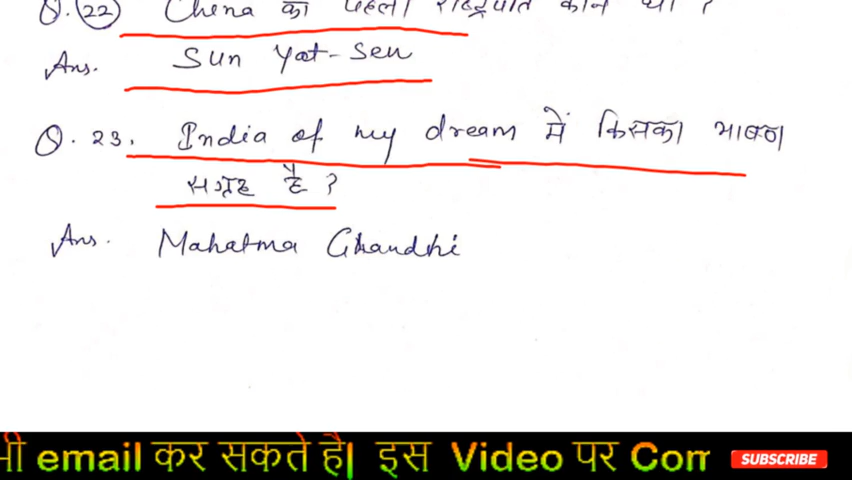 Q. 22 China का पहला राष्ट्रपति कौन था ?
Ans. Sun Yat-Sen
Q. 23. India of my dream में किसका भाषण
संग्रह है ?
Ans. Mahatma Ghandhi
भी email कर सकते है। इस Video पर Com
SUBSCRIBE